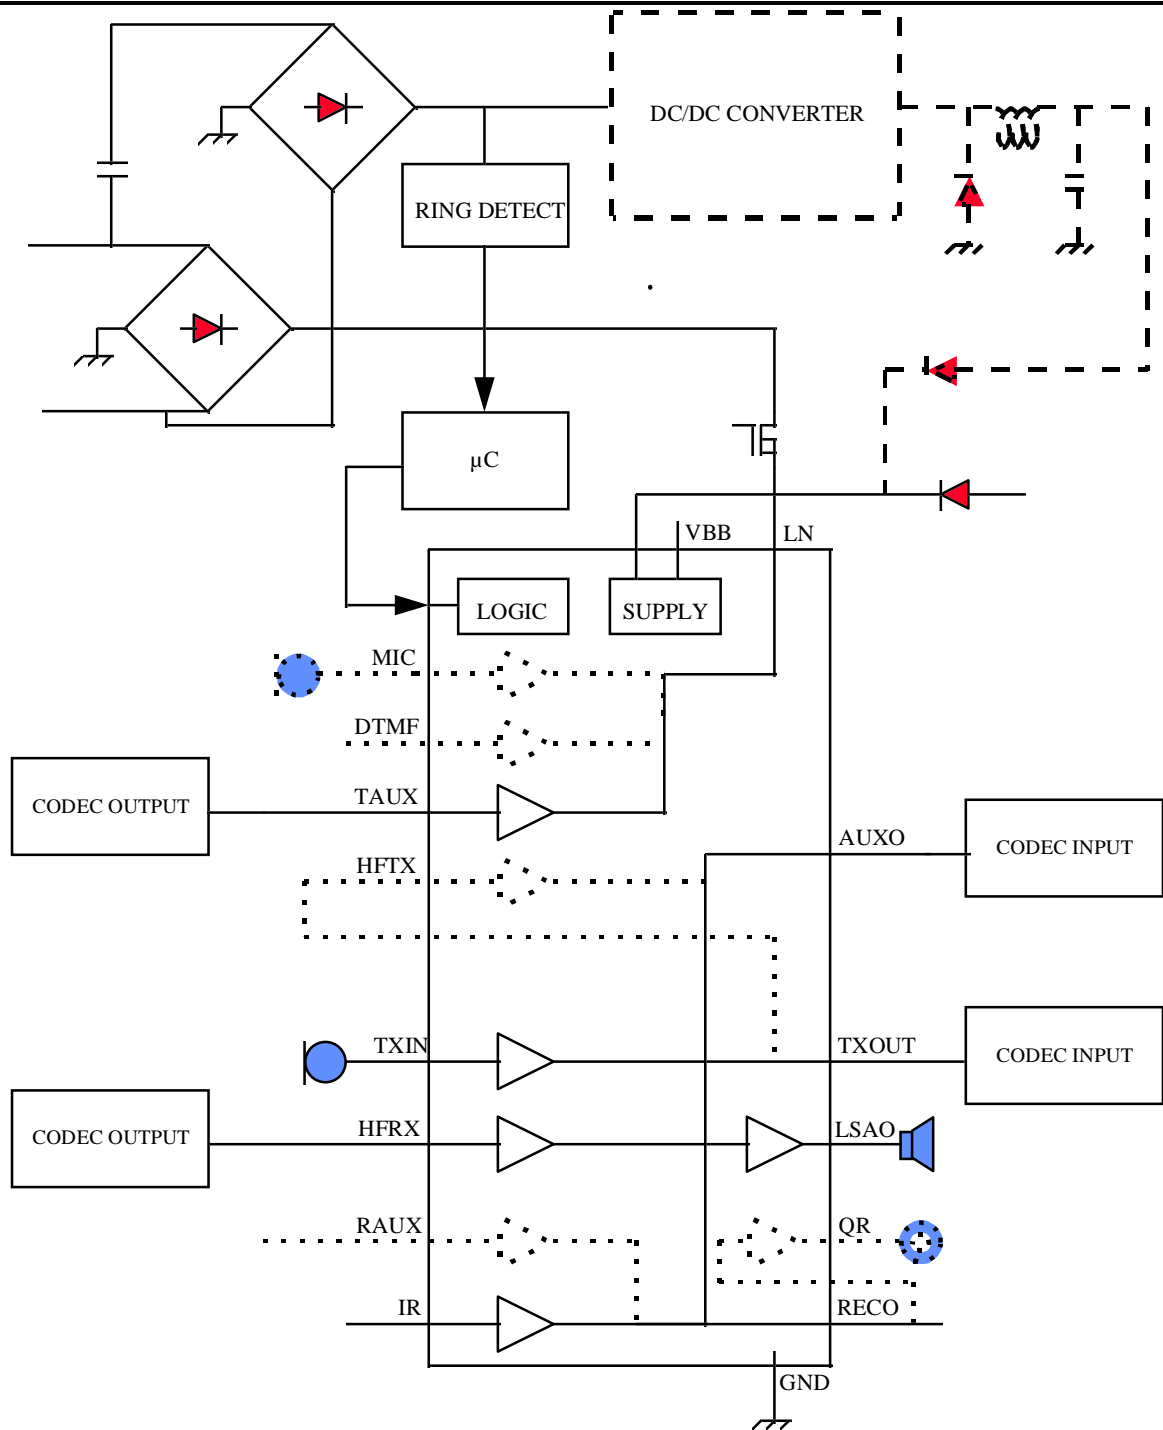 DC/DC CONVERTER
RING DETECT
µC
VBB
LN
LOGIC
SUPPLY
MIC
DTMF
CODEC OUTPUT
TAUX
AUXO
CODEC INPUT
HFTX
TXIN
TXOUT
CODEC INPUT
CODEC OUTPUT
HFRX
LSAO
RAUX
QR
IR
RECO
GND